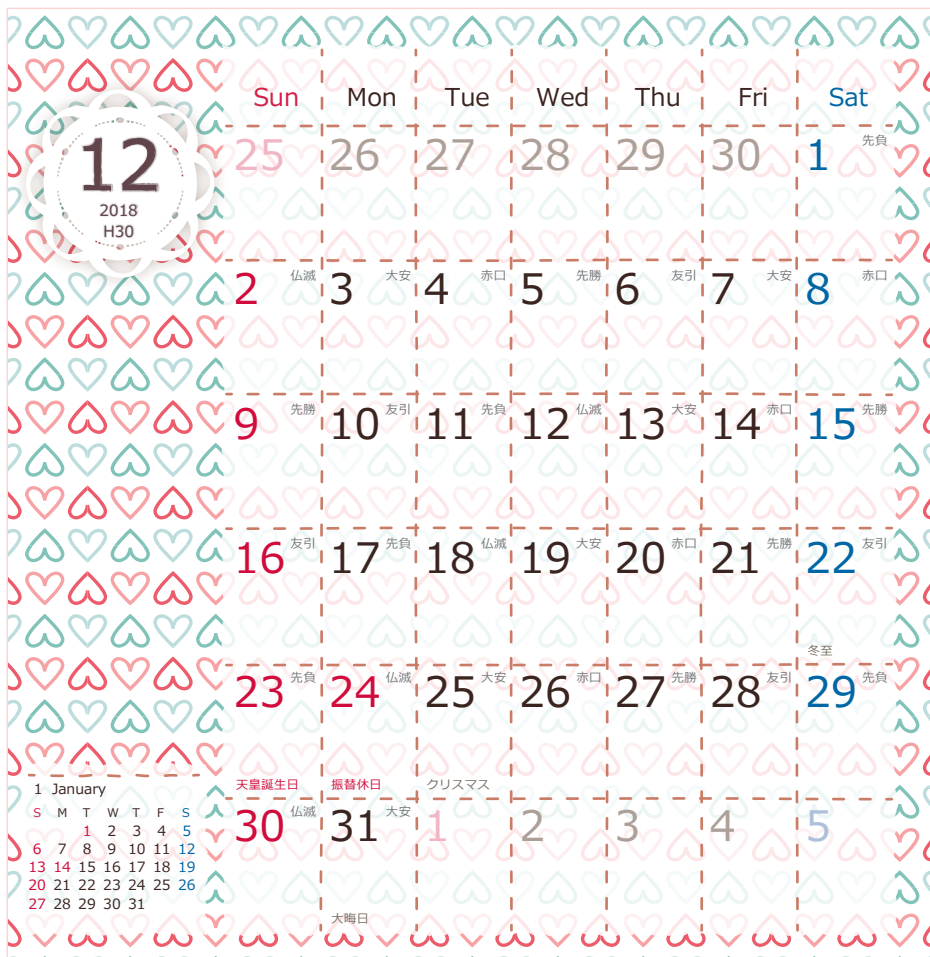 12
2018
H30
Sun Mon Tue Wed Thu Fri Sat
25 26 27 28 29 30 1 先負
2 仏滅 3 大安 4 赤口 5 先勝 6 友引 7 大安 8 赤口
9 先勝 10 友引 11 先負 12 仏滅 13 大安 14 赤口 15 先勝
16 友引 17 先負 18 仏滅 19 大安 20 赤口 21 先勝 22 友引
冬至
23 先負 24 仏滅 25 大安 26 赤口 27 先勝 28 友引 29 先負
天皇誕生日 振替休日 クリスマス
30 仏滅 31 大安 1 2 3 4 5
大晦日
1 January
S M T W T F S
1 2 3 4 5
6 7 8 9 10 11 12
13 14 15 16 17 18 19
20 21 22 23 24 25 26
27 28 29 30 31